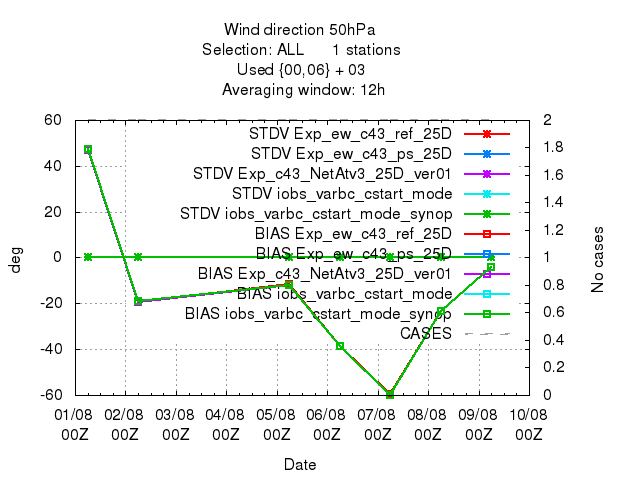 Wind direction 50hPa
Selection: ALL 1 stations
Used {00,06} + 03
Averaging window: 12h
60
40
20
0
-20
-40
-60
deg
2
1.8
1.6
1.4
1.2
1
0.8
0.6
0.4
0.2
0
No cases
STDV Exp_ew_c43_ref_25D
STDV Exp_ew_c43_ps_25D
STDV Exp_c43_NetAtv3_25D_ver01
STDV iobs_varbc_cstart_mode
STDV iobs_varbc_cstart_mode_synop
BIAS Exp_ew_c43_ref_25D
BIAS Exp_ew_c43_ps_25D
BIAS Exp_c43_NetAtv3_25D_ver01
BIAS iobs_varbc_cstart_mode
BIAS iobs_varbc_cstart_mode_synop
CASES
01/08 02/08 03/08 04/08 05/08 06/08 07/08 08/08 09/08 10/08
00Z 00Z 00Z 00Z 00Z 00Z 00Z 00Z 00Z 00Z
Date